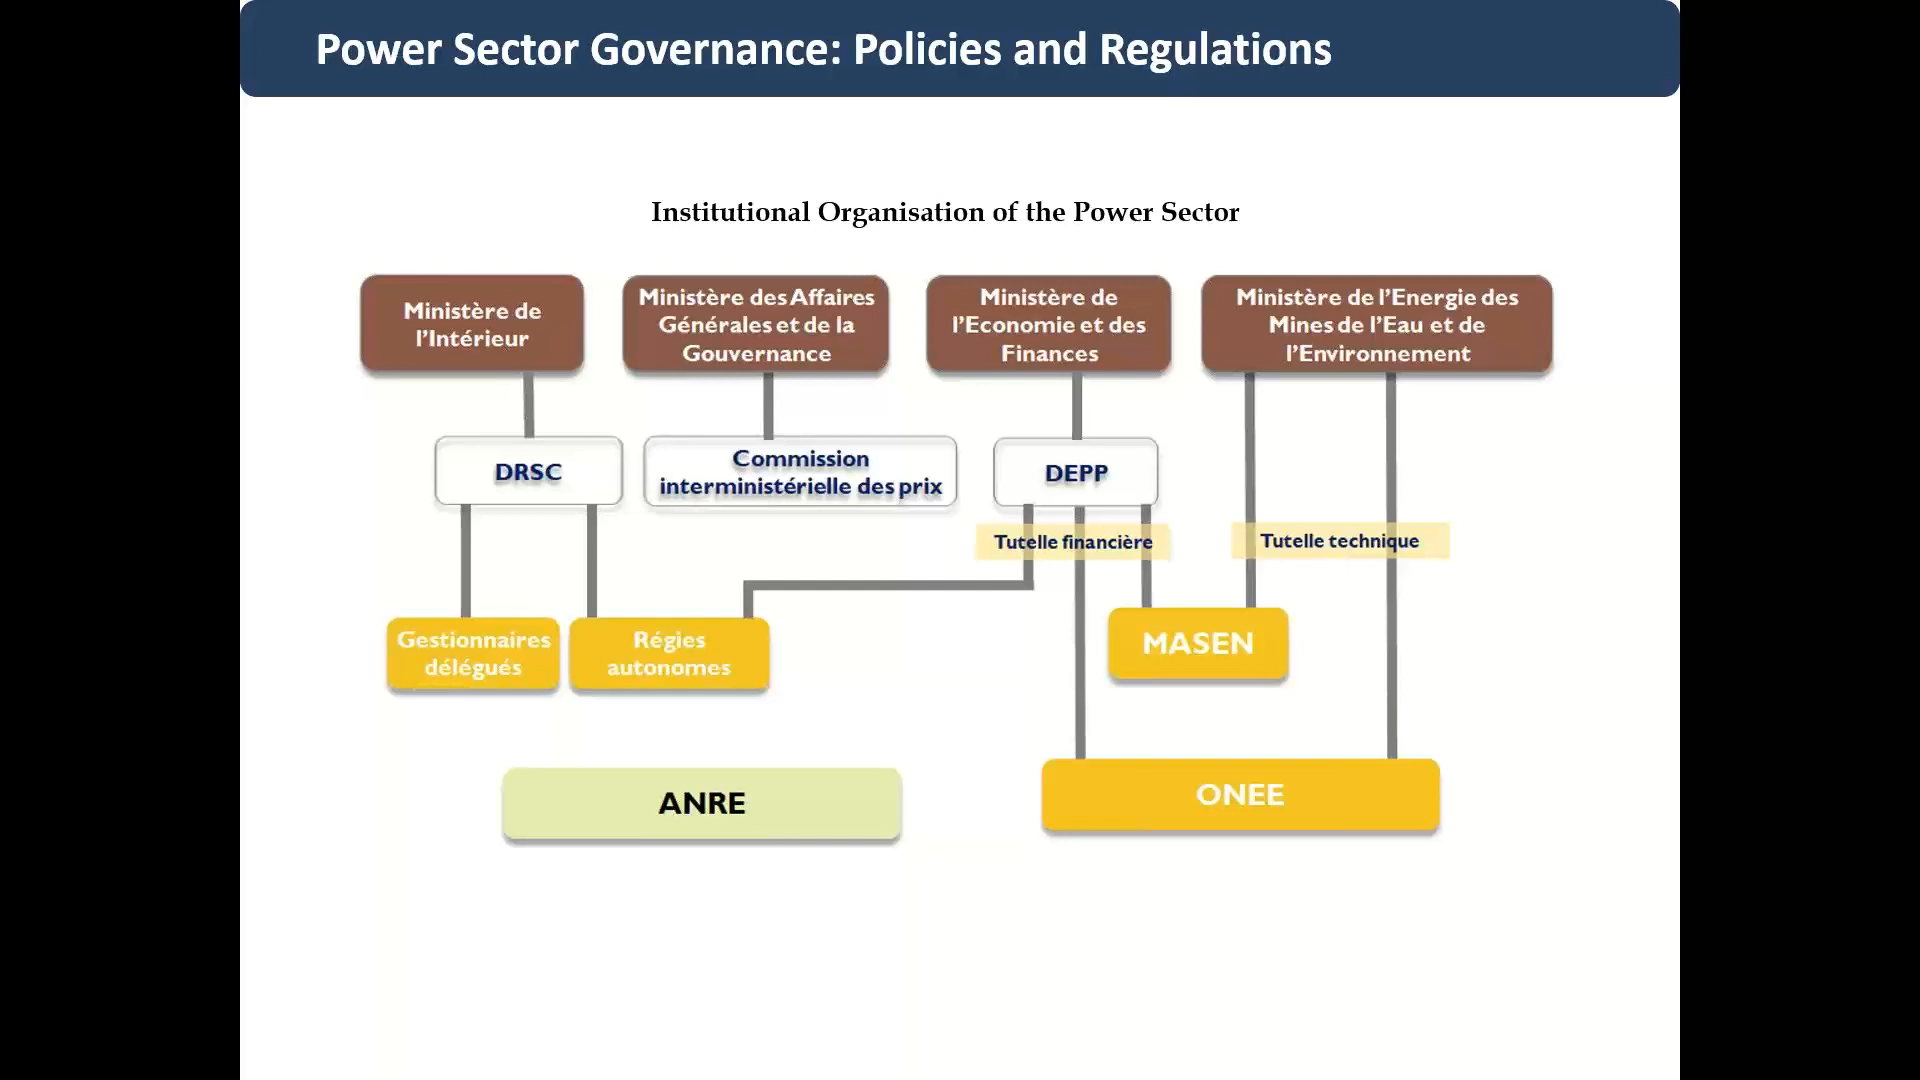 Power Sector Governance: Policies and Regulations
Institutional Organisation of the Power Sector
Ministère de
l'Intérieur
Ministère des Affaires
Générales et de la
Gouvernance
Ministère de
l'Economie et des
Finances
Ministère de l'Energie des
Mines de l'Eau et de
l'Environnement
DRSC
Commission
interministérielle des prix
DEPP
Tutelle financière
Tutelle technique
Gestionnaires
délégués
Régies
autonomes
MASEN
ANRE
ONEE